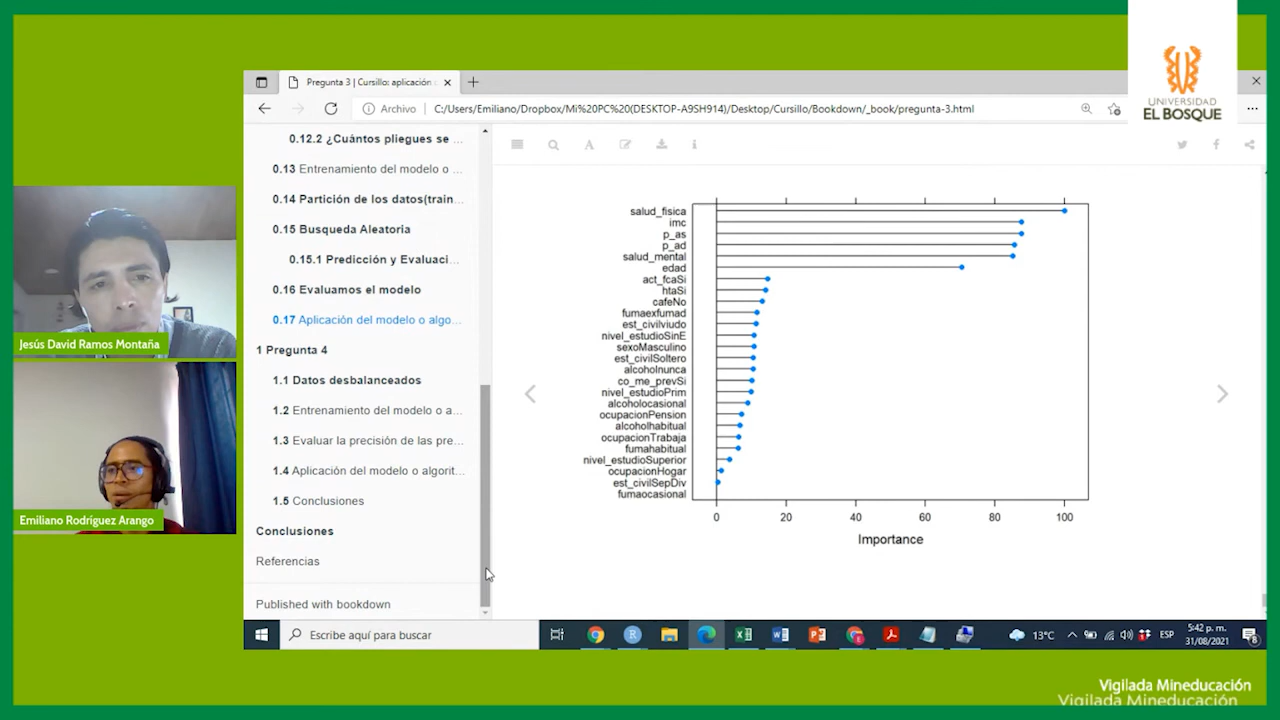 UNIVERSIDAD
EL BOSQUE
Pregunta 3 | Cursillo: aplicación
Archivo
C:/Users/Emiliano/Dropbox/Mi%20PC%20(DESKTOP-A9SH914)/Desktop/Cursillo/Bookdown/_book/pregunta-3.html
0.12.2 ¿Cuántos pliegues se ...
0.13 Entrenamiento del modelo o ...
0.14 Partición de los datos(train...
0.15 Busqueda Aleatoria
0.15.1 Predicción y Evaluaci...
0.16 Evaluamos el modelo
0.17 Aplicación del modelo o algo...
1 Pregunta 4
1.1 Datos desbalanceados
1.2 Entrenamiento del modelo o a...
1.3 Evaluar la precisión de las pre...
1.4 Aplicación del modelo o algorit...
1.5 Conclusiones
Conclusiones
Referencias
Published with bookdown
salud_fisica
imc
p_as
p_ad
salud_mental
edad
act_fcaSi
htaSi
cafeNo
fumaexfumad
est_civilviudo
nivel_estudioSinE
sexoMasculino
est_civilSoltero
alcoholnunca
co_me_prevSi
nivel_estudioPrim
alcoholocasional
ocupacionPension
alcoholhabitual
ocupacionTrabaja
fumahabitual
nivel_estudioSuperior
ocupacionHogar
est_civilSepDiv
fumaocasional
0 20 40 60 80 100
Importance
Jesús David Ramos Montaña
Emiliano Rodríguez Arango
Escribe aquí para buscar
13°C
ESP
5:42 p. m.
31/08/2021
8
Vigilada Mineducación
Vigilada Mineducación